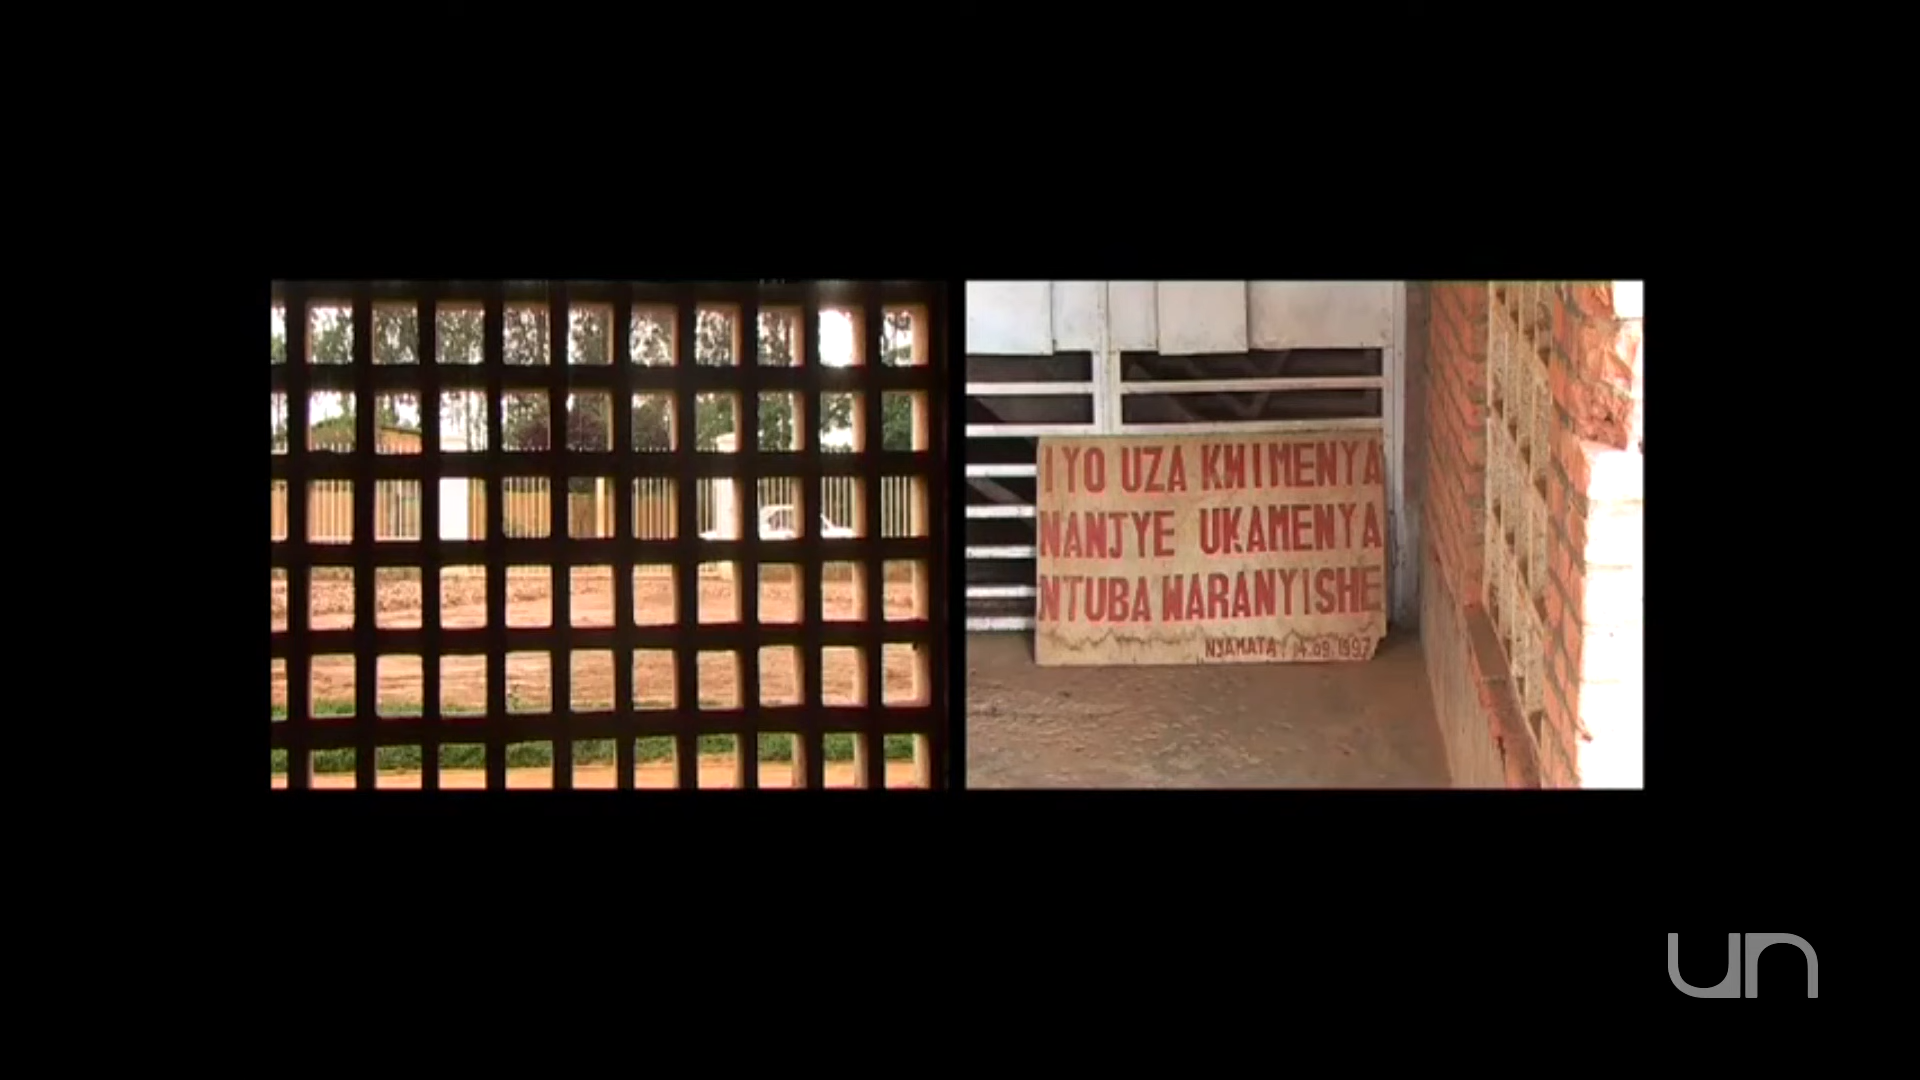 IYO UZA KWIMENYA
NANJYE UKAMENYA
NTUBA WARANYISHE
NYAMATA, 14.09.1997
un